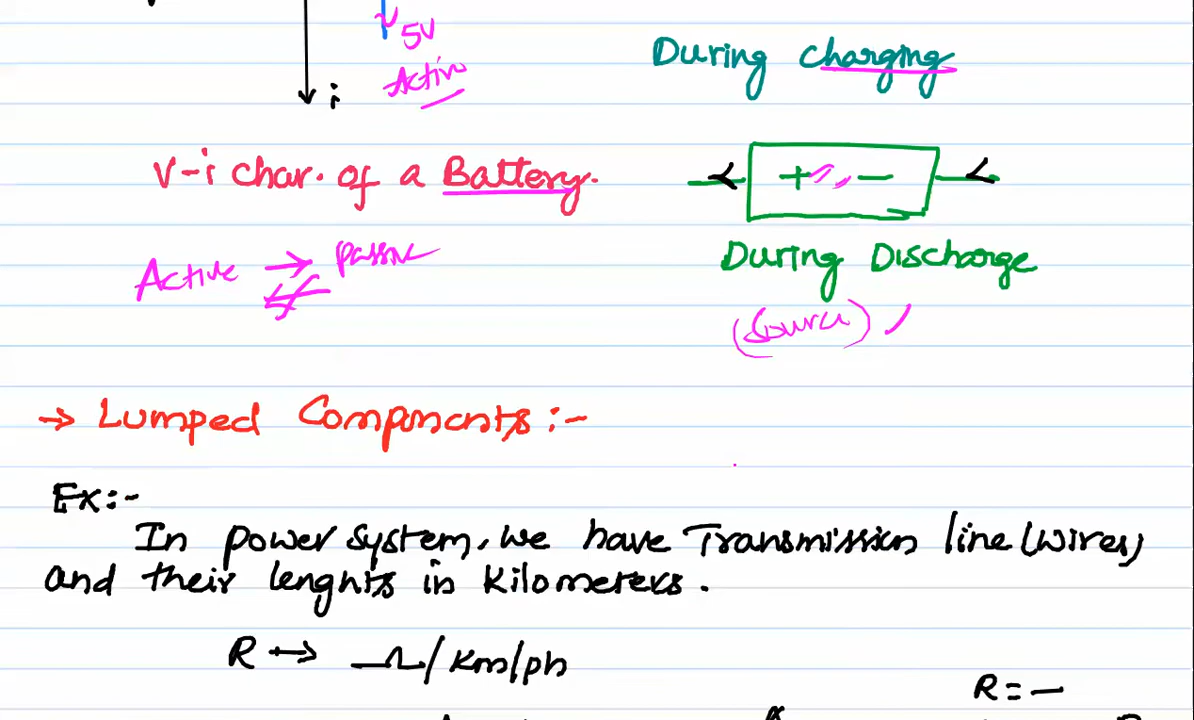 5V
Active
i
During charging
V-i char. of a Battery.
+ -
Active → passive
During Discharge
(Source)
→ Lumped Components :-
Ex:-
In power system, we have Transmission line (wires)
and their lenghts in Kilometers.
R → Ω/Km/ph
R = -